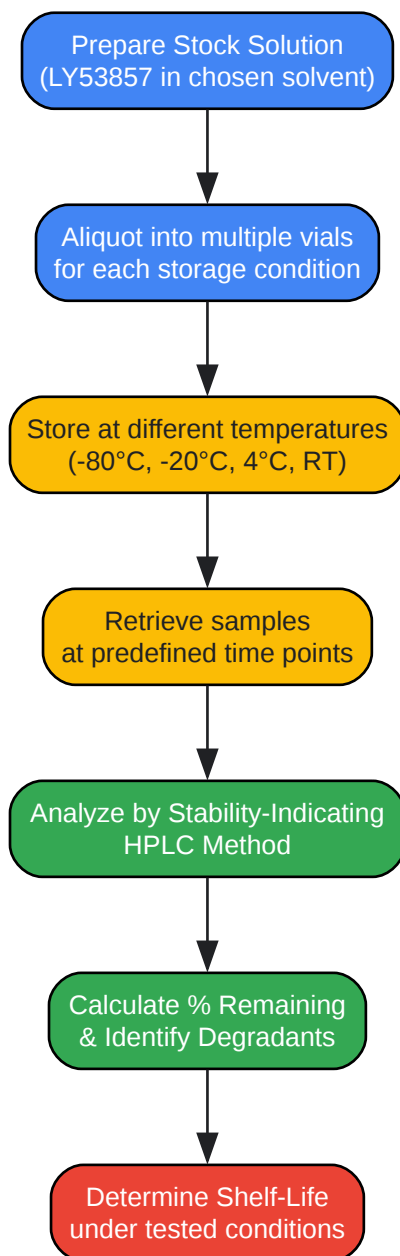 Prepare Stock Solution
(LY53857 in chosen solvent)
Aliquot into multiple vials
for each storage condition
Store at different temperatures
(-80°C, -20°C, 4°C, RT)
Retrieve samples
at predefined time points
Analyze by Stability-Indicating
HPLC Method
Calculate % Remaining
& Identify Degradants
Determine Shelf-Life
under tested conditions